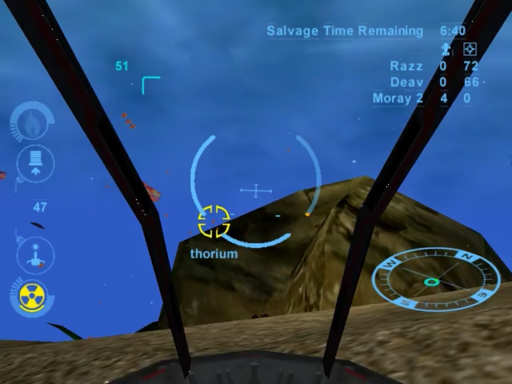 Salvage Time Remaining 6:40
51
Razz 0 72
Deav 0 66
Moray 2 4 0
47
thorium
W N
S E